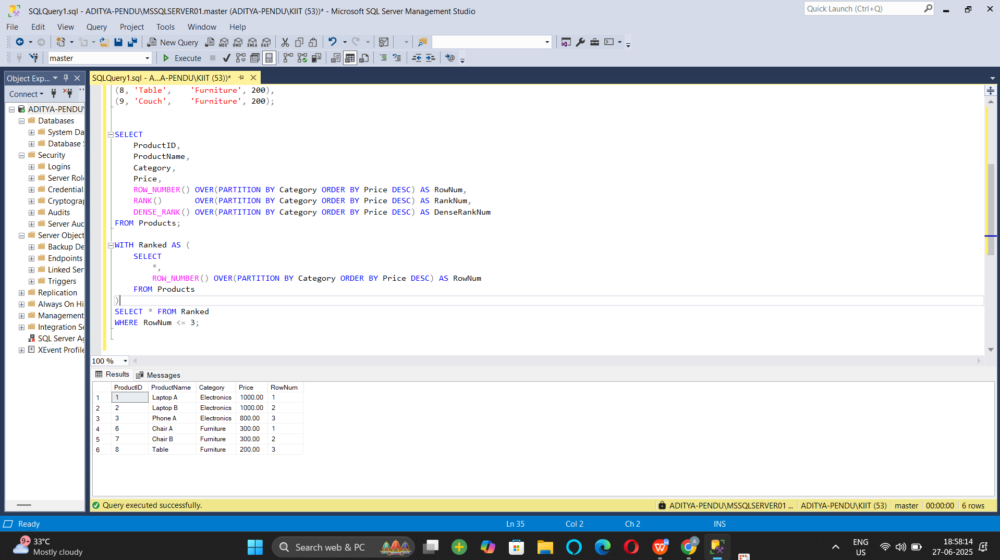 SQLQuery1.sql - ADITYA-PENDU\MSSQLSERVER01.master (ADITYA-PENDU\KIIT (53))* - Microsoft SQL Server Management Studio
Quick Launch (Ctrl+Q)
File Edit View Query Project Tools Window Help
New Query MDX DMX XMLA DAX
master Execute
Object Exp...
SQLQuery1.sql - A...A-PENDU\KIIT (53))*
Connect
ADITYA-PENDU\
Databases
System Da
Database S
Security
Logins
Server Role
Credential
Cryptograp
Audits
Server Aud
Server Object
Backup De
Endpoints
Linked Ser
Triggers
Replication
Always On Hi
Management
Integration Se
SQL Server Ag
XEvent Profile
(8, 'Table',    'Furniture', 200),
(9, 'Couch',    'Furniture', 200);
SELECT
    ProductID,
    ProductName,
    Category,
    Price,
    ROW_NUMBER() OVER(PARTITION BY Category ORDER BY Price DESC) AS RowNum,
    RANK()       OVER(PARTITION BY Category ORDER BY Price DESC) AS RankNum,
    DENSE_RANK() OVER(PARTITION BY Category ORDER BY Price DESC) AS DenseRankNum
FROM Products;
WITH Ranked AS (
    SELECT
        *,
        ROW_NUMBER() OVER(PARTITION BY Category ORDER BY Price DESC) AS RowNum
    FROM Products
)
SELECT * FROM Ranked
WHERE RowNum <= 3;
100 %
Results Messages
ProductID ProductName Category Price RowNum
1 1 Laptop A Electronics 1000.00 1
2 2 Laptop B Electronics 1000.00 2
3 3 Phone A Electronics 800.00 3
4 6 Chair A Furniture 300.00 1
5 7 Chair B Furniture 300.00 2
6 8 Table Furniture 200.00 3
Query executed successfully. ADITYA-PENDU\MSSQLSERVER01 ... ADITYA-PENDU\KIIT (53) master 00:00:00 6 rows
Ready Ln 35 Col 2 Ch 2 INS
9+ 33°C
Mostly cloudy
Search web & PC
ENG
US
18:58:14
27-06-2025